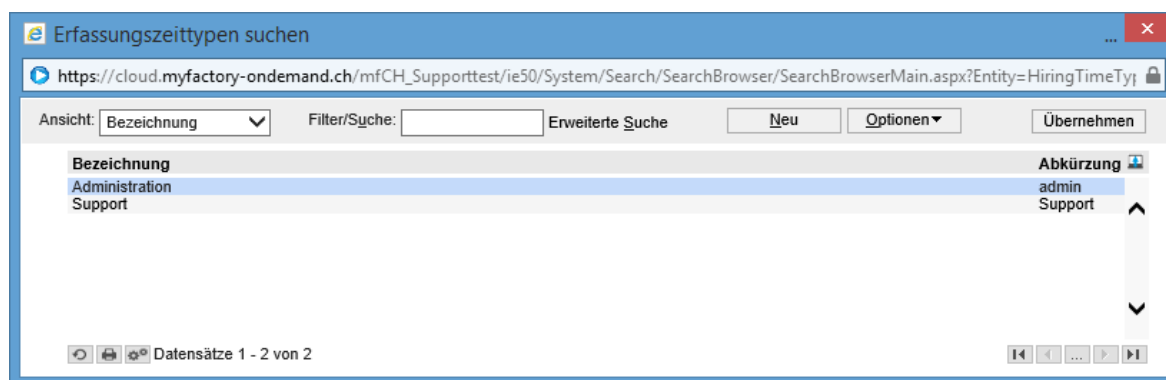 Erfassungszeittypen suchen
...
https://cloud.myfactory-ondemand.ch/mfCH_Supporttest/ie50/System/Search/SearchBrowser/SearchBrowserMain.aspx?Entity=HiringTimeTyp
Ansicht: Bezeichnung Filter/Suche: Erweiterte Suche Neu Optionen Übernehmen
Bezeichnung Abkürzung
Administration admin
Support Support
Datensätze 1 - 2 von 2 ...